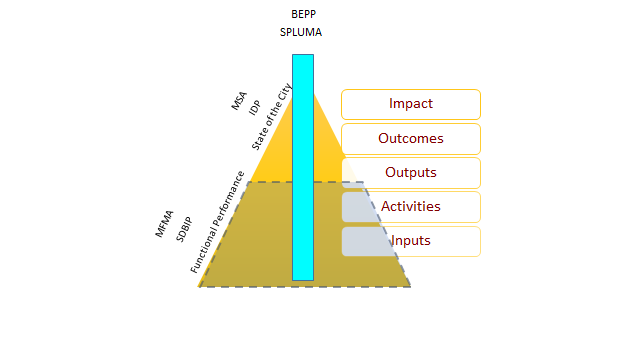 BEPP
SPLUMA
MSA
IDP
State of the City
MFMA
SDBIP
Functional Performance
Impact
Outcomes
Outputs
Activities
Inputs